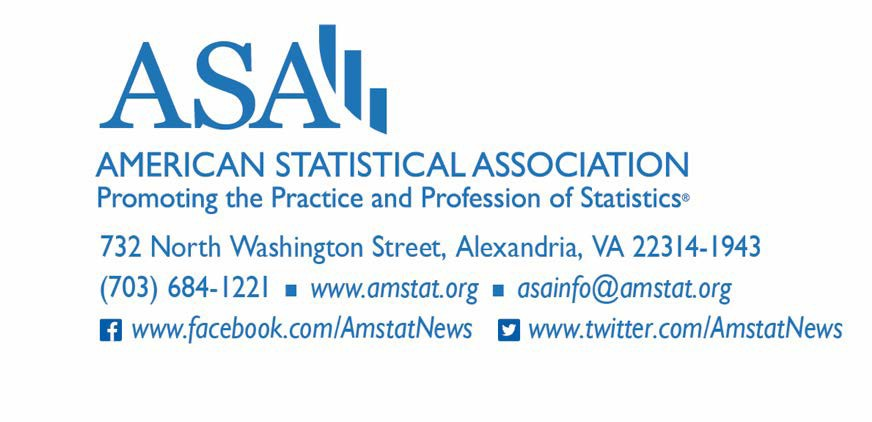 ASA
AMERICAN STATISTICAL ASSOCIATION
Promoting the Practice and Profession of Statistics®
732 North Washington Street, Alexandria, VA 22314-1943
(703) 684-1221 ■ www.amstat.org ■ asainfo@amstat.org
www.facebook.com/AmstatNews www.twitter.com/AmstatNews